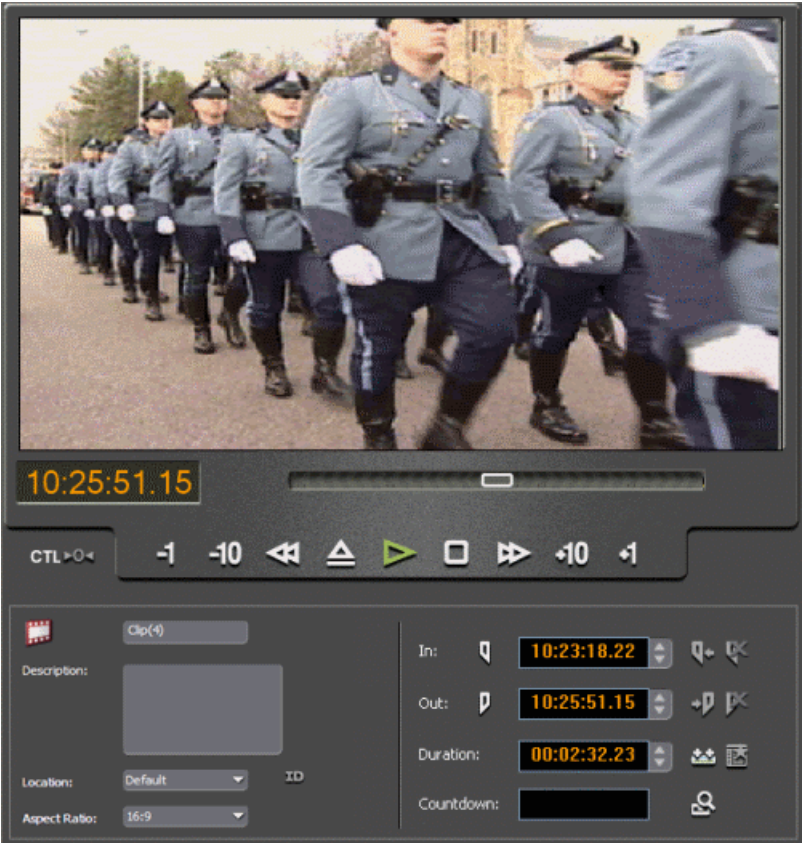 10:25:51.15
CTL -1 -10 +10 +1
Clip(4)
Description:
Location: Default ID
Aspect Ratio: 16:9
In: 10:23:18.22
Out: 10:25:51.15
Duration: 00:02:32.23
Countdown: